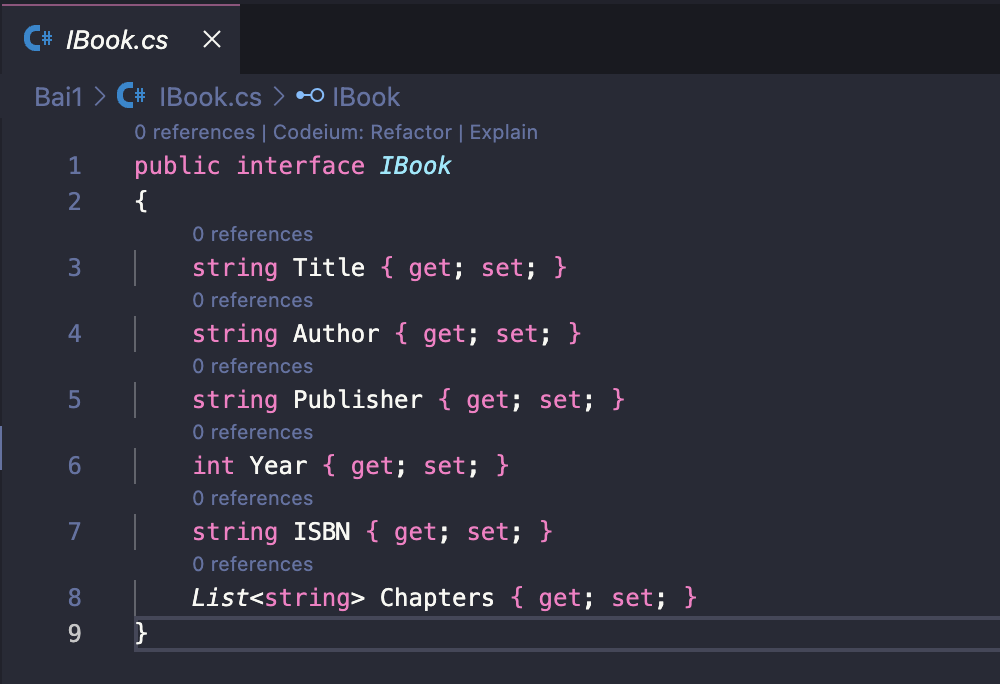 C# IBook.cs ×
Bai1 > C# IBook.cs > IBook
0 references | Codeium: Refactor | Explain
1 public interface IBook
2 {
0 references
3 string Title { get; set; }
0 references
4 string Author { get; set; }
0 references
5 string Publisher { get; set; }
0 references
6 int Year { get; set; }
0 references
7 string ISBN { get; set; }
0 references
8 List<string> Chapters { get; set; }
9 }